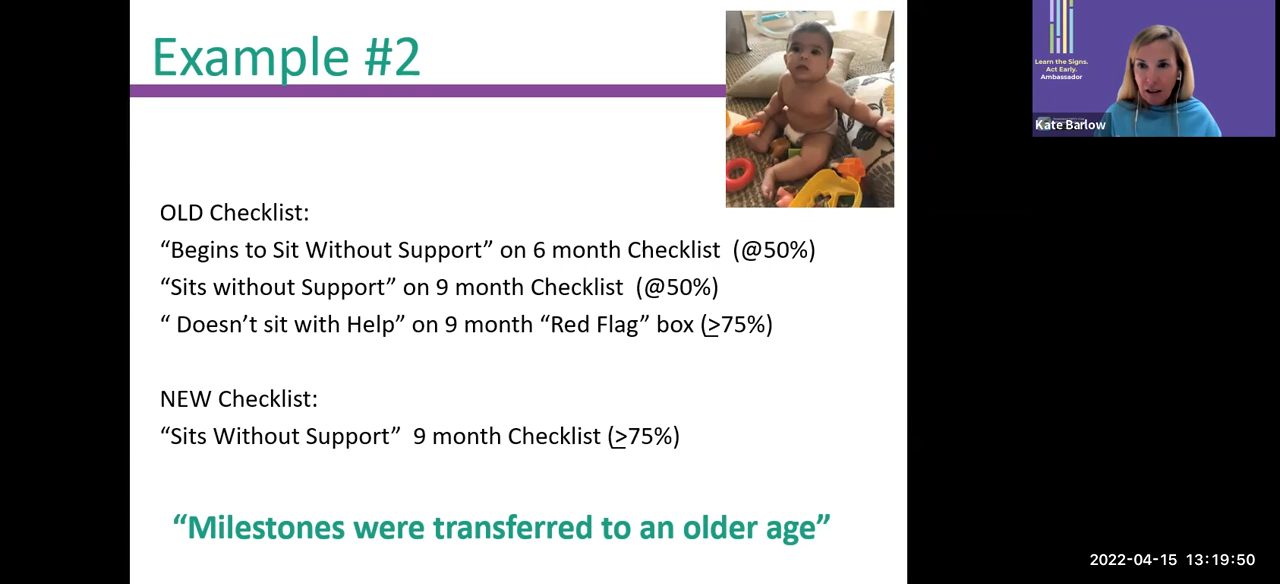 Example #2
OLD Checklist:
“Begins to Sit Without Support” on 6 month Checklist (@50%)
“Sits without Support” on 9 month Checklist (@50%)
“ Doesn’t sit with Help” on 9 month “Red Flag” box (≥75%)
NEW Checklist:
“Sits Without Support” 9 month Checklist (≥75%)
“Milestones were transferred to an older age”
Learn the Signs.
Act Early.
Ambassador
Kate Barlow
2022-04-15 13:19:50